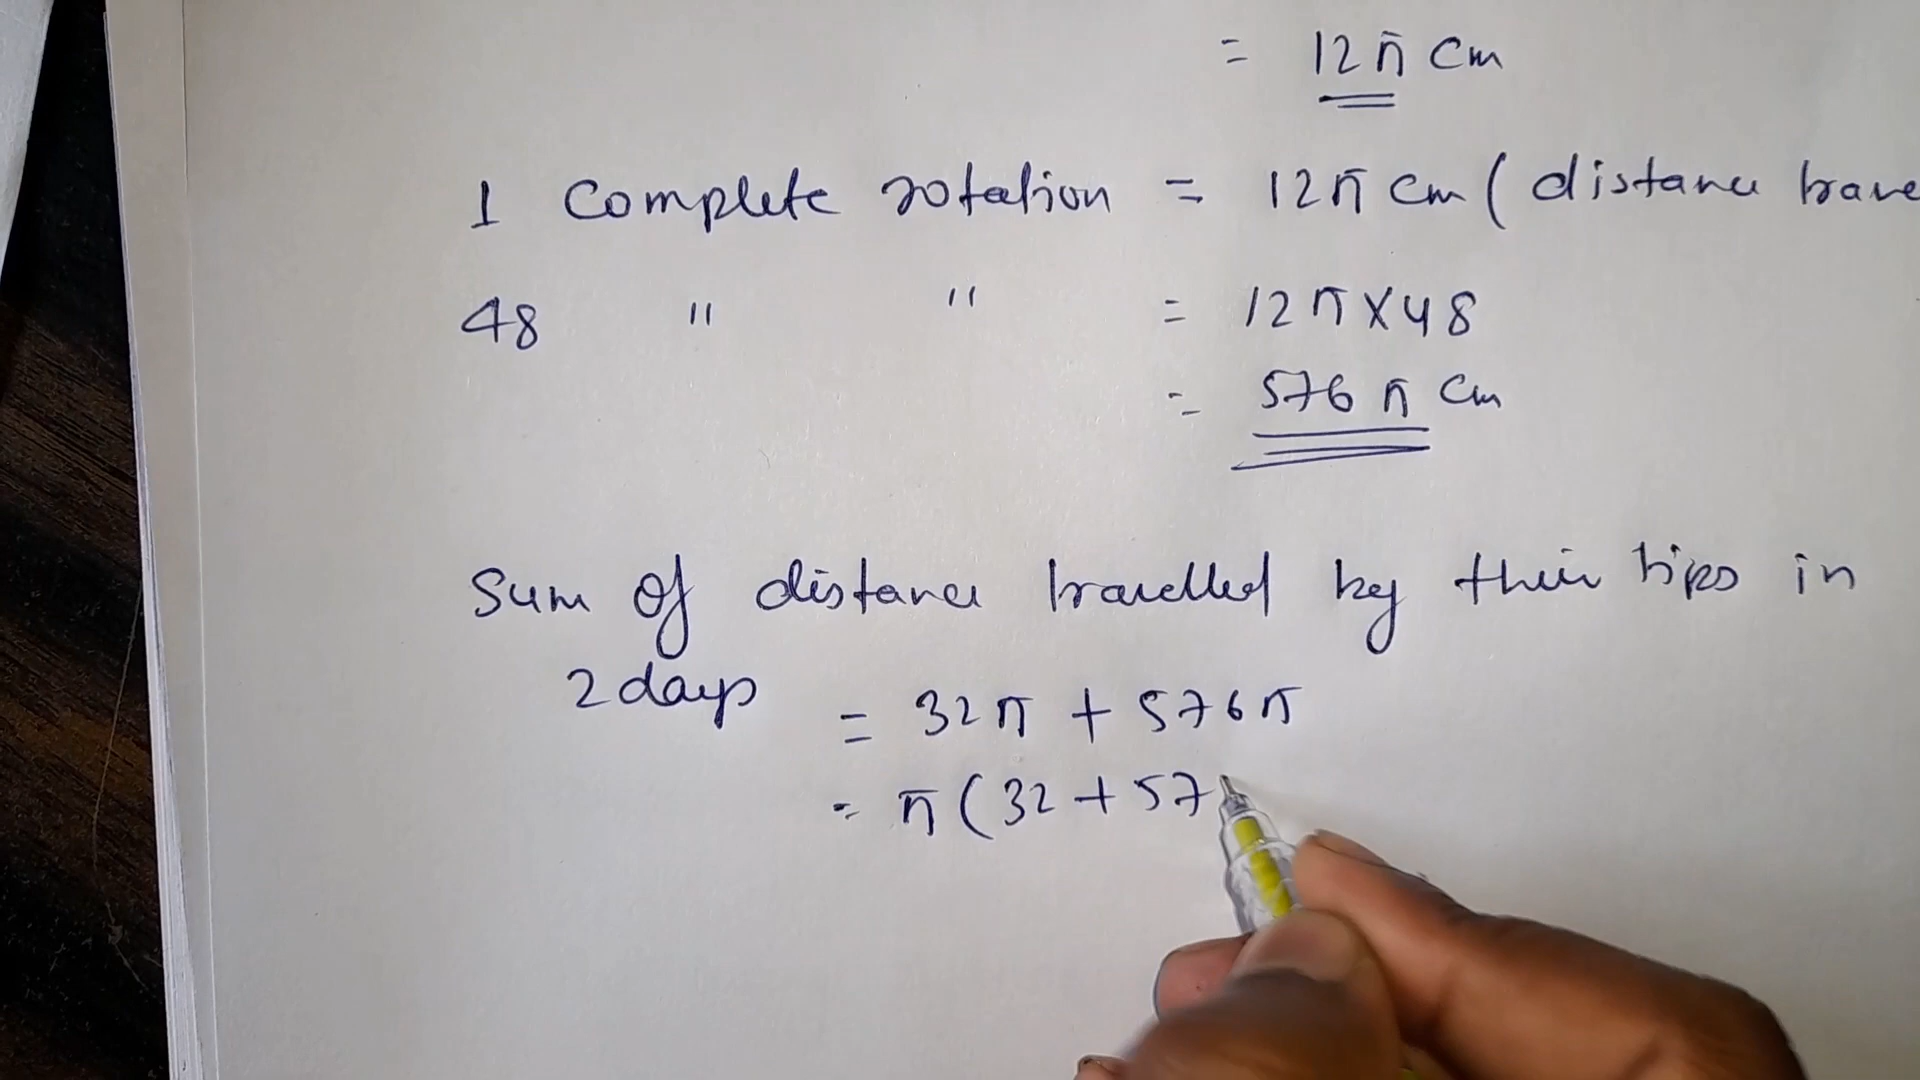 = 12π cm
1 complete rotation = 12π cm ( distance trave
48 " " = 12π × 48
= 576 π cm
Sum of distance travelled by their tips in
2 days = 32π + 576π
= π ( 32 + 57